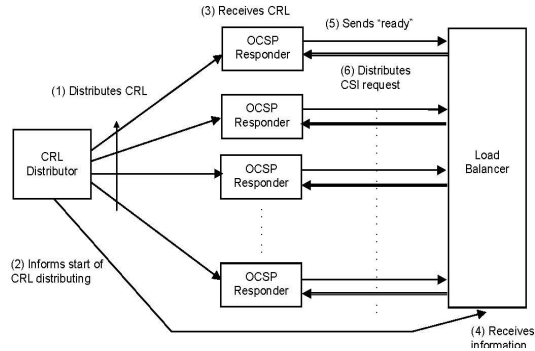 (3) Receives CRL
(5) Sends “ready”
OCSP
Responder
(1) Distributes CRL
(6) Distributes
CSI request
OCSP
Responder
CRL
Distributor
OCSP
Responder
Load
Balancer
(2) Informs start of
CRL distributing
OCSP
Responder
(4) Receives
information